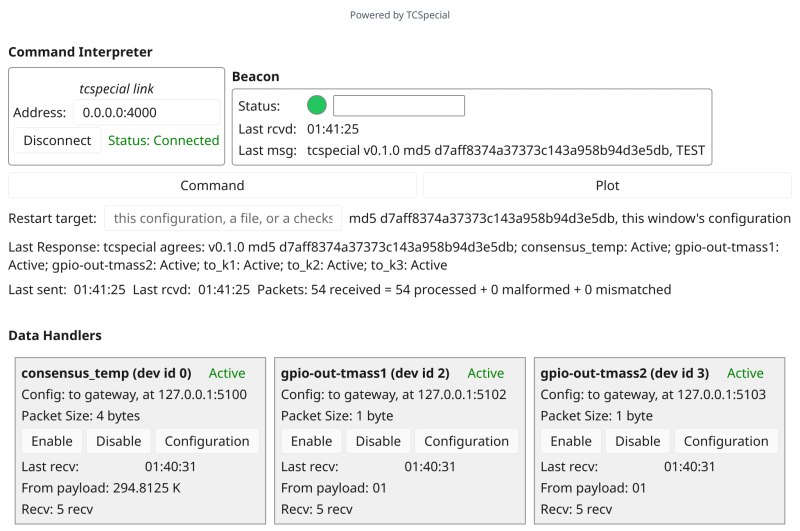 Powered by TCSpecial
Command Interpreter
tcspecial link
Address: 0.0.0.0:4000
Disconnect Status: Connected
Beacon
Status:
Last rcvd: 01:41:25
Last msg: tcspecial v0.1.0 md5 d7aff8374a37373c143a958b94d3e5db, TEST
Command Plot
Restart target: this configuration, a file, or a checks md5 d7aff8374a37373c143a958b94d3e5db, this window's configuration
Last Response: tcspecial agrees: v0.1.0 md5 d7aff8374a37373c143a958b94d3e5db; consensus_temp: Active; gpio-out-tmass1:
Active; gpio-out-tmass2: Active; to_k1: Active; to_k2: Active; to_k3: Active
Last sent: 01:41:25 Last rcvd: 01:41:25 Packets: 54 received = 54 processed + 0 malformed + 0 mismatched
Data Handlers
consensus_temp (dev id 0) Active
Config: to gateway, at 127.0.0.1:5100
Packet Size: 4 bytes
Enable Disable Configuration
Last recv: 01:40:31
From payload: 294.8125 K
Recv: 5 recv
gpio-out-tmass1 (dev id 2) Active
Config: to gateway, at 127.0.0.1:5102
Packet Size: 1 byte
Enable Disable Configuration
Last recv: 01:40:31
From payload: 01
Recv: 5 recv
gpio-out-tmass2 (dev id 3) Active
Config: to gateway, at 127.0.0.1:5103
Packet Size: 1 byte
Enable Disable Configuration
Last recv: 01:40:31
From payload: 01
Recv: 5 recv